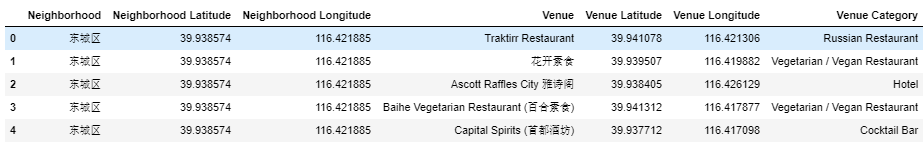 Neighborhood Neighborhood Latitude Neighborhood Longitude Venue Venue Latitude Venue Longitude Venue Category
0 东城区 39.938574 116.421885 Traktirr Restaurant 39.941078 116.421306 Russian Restaurant
1 东城区 39.938574 116.421885 花开素食 39.939507 116.419882 Vegetarian / Vegan Restaurant
2 东城区 39.938574 116.421885 Ascott Raffles City 雅诗阁 39.938405 116.426129 Hotel
3 东城区 39.938574 116.421885 Baihe Vegetarian Restaurant (百合素食) 39.941312 116.417877 Vegetarian / Vegan Restaurant
4 东城区 39.938574 116.421885 Capital Spirits (首都酒坊) 39.937712 116.417098 Cocktail Bar